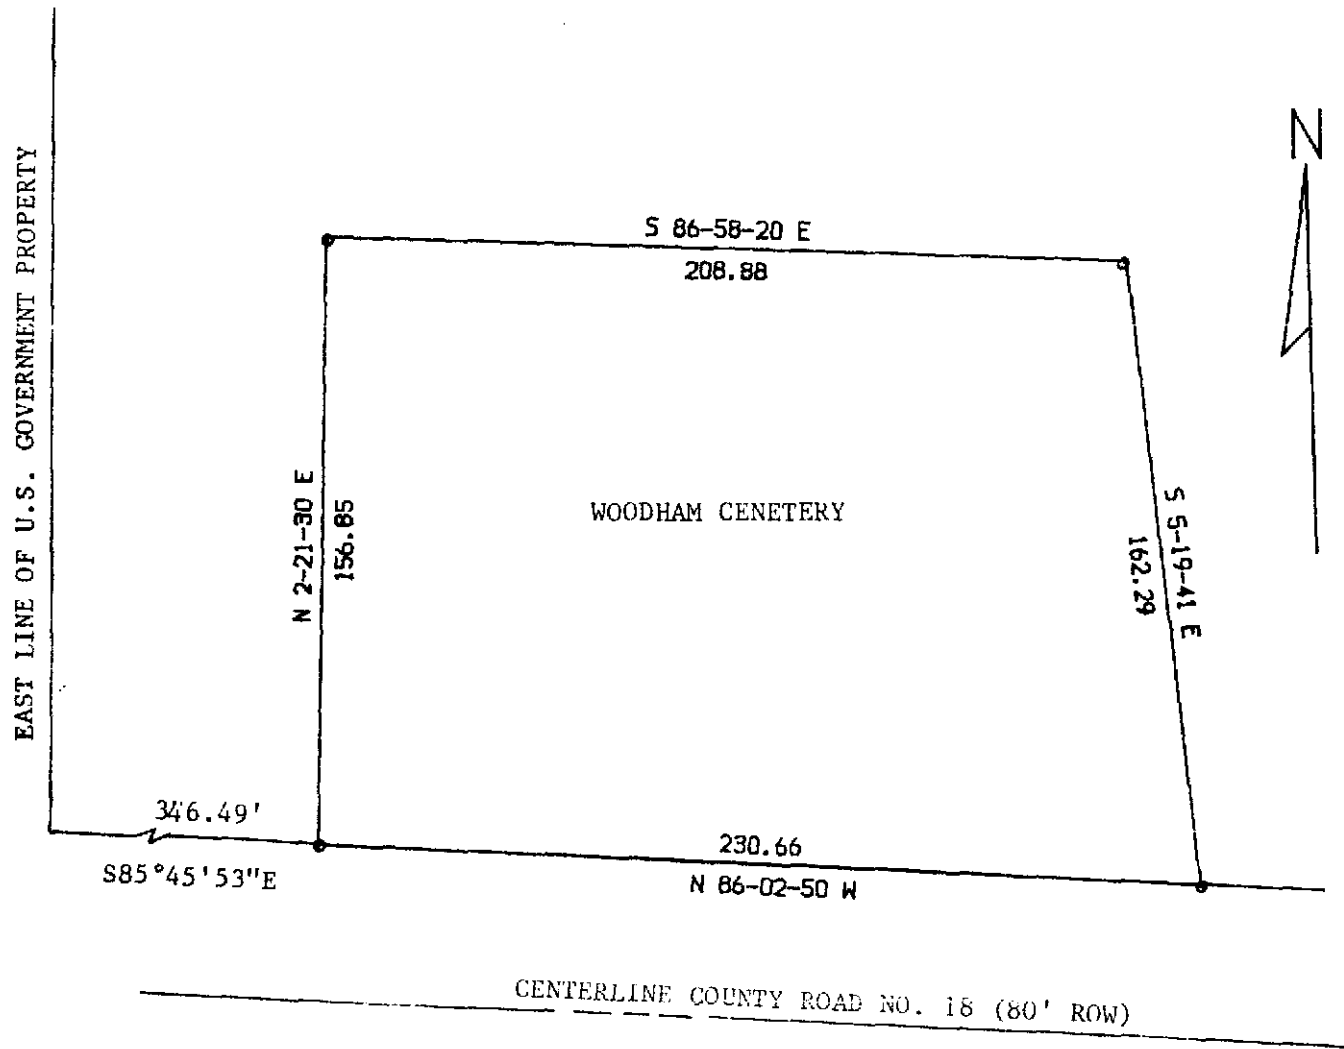 N
EAST LINE OF U.S. GOVERNMENT PROPERTY
S 86-58-20 E
208.88
N 2-21-30 E
156.85
WOODHAM CENETERY
S 5-19-41 E
162.29
346.49'
S85°45'53"E
230.66
N 86-02-50 W
CENTERLINE COUNTY ROAD NO. 18 (80' ROW)